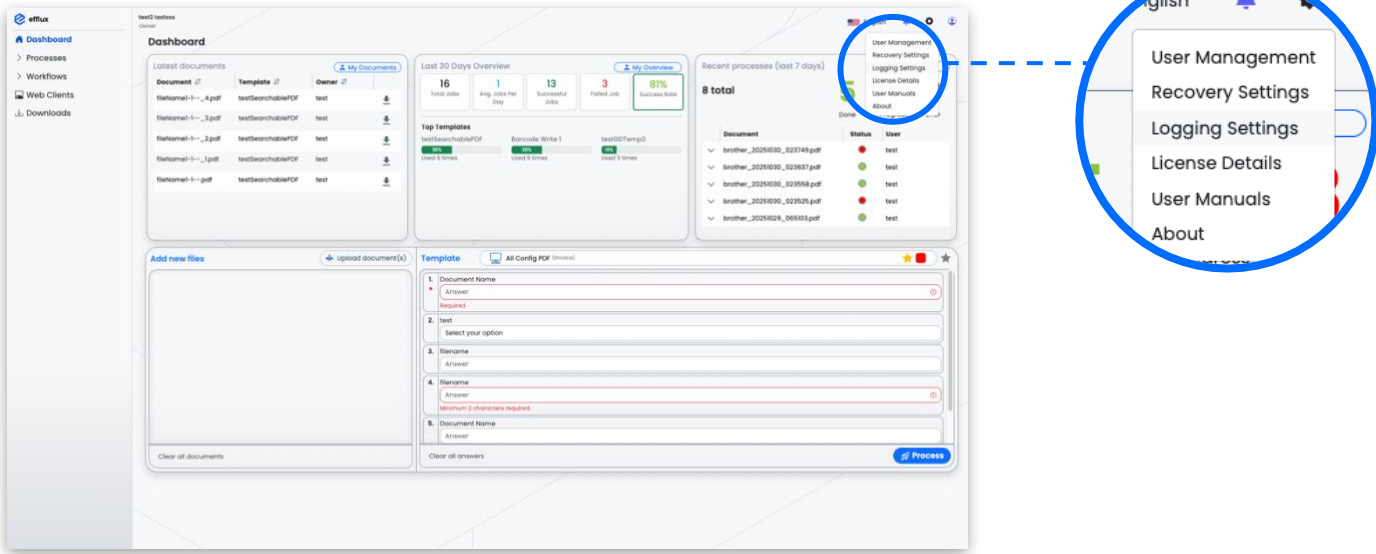 efflux
Dashboard
Processes
Workflows
Web Clients
Downloads
test2 testoss
Owner
English
Dashboard
User Management
Recovery Settings
Logging Settings
License Details
User Manuals
About
Latest documents
My Documents
Document Template Owner
fileName1-1--_4.pdf testSearchablePDF test
fileName1-1--_3.pdf testSearchablePDF test
fileName1-1--_2.pdf testSearchablePDF test
fileName1-1--_1.pdf testSearchablePDF test
fileName1-1--.pdf testSearchablePDF test
Last 30 Days Overview
My Overview
16 1 13 3 81%
Total Jobs Avg. Jobs Per Day Successful Jobs Failed Job Success Rate
Top Templates
testSearchablePDF Barcode Write 1 testGDTemp2
Used 6 times Used 5 times Used 3 times
Recent processes (last 7 days)
8 total
5
Done
Document Status User
brother_20251030_023749.pdf test
brother_20251030_023637.pdf test
brother_20251030_023558.pdf test
brother_20251030_023525.pdf test
brother_20251029_065103.pdf test
Add new files
Upload document(s)
Clear all documents
Template
All Config PDF (Invoice)
1. Document Name
* Answer
Required.
2. test
Select your option
3. filename
Answer
4. filename
Answer
Minimum 2 characters required.
5. Document Name
Answer
Clear all answers
Process
User Management
Recovery Settings
Logging Settings
License Details
User Manuals
About